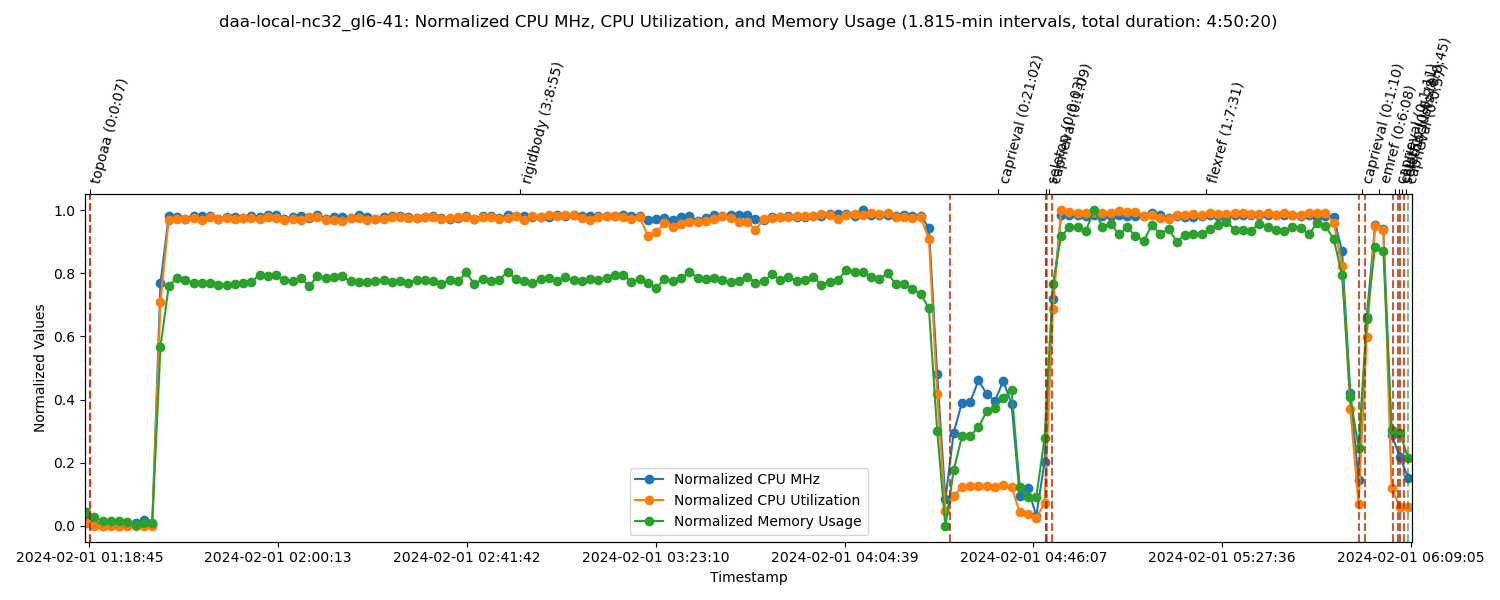 daa-local-nc32_gl6-41: Normalized CPU MHz, CPU Utilization, and Memory Usage (1.815-min intervals, total duration: 4:50:20)
topoaa (0:0:07)
rigidbody (3:8:55)
caprieval (0:21:02)
caprieval (0:1:09)
flexref (1:7:31)
caprieval (0:1:10)
emref (0:6:08)
Normalized Values
1.0
0.8
0.6
0.4
0.2
0.0
Normalized CPU MHz
Normalized CPU Utilization
Normalized Memory Usage
2024-02-01 01:18:45
2024-02-01 02:00:13
2024-02-01 02:41:42
2024-02-01 03:23:10
2024-02-01 04:04:39
2024-02-01 04:46:07
2024-02-01 05:27:36
2024-02-01 06:09:05
Timestamp